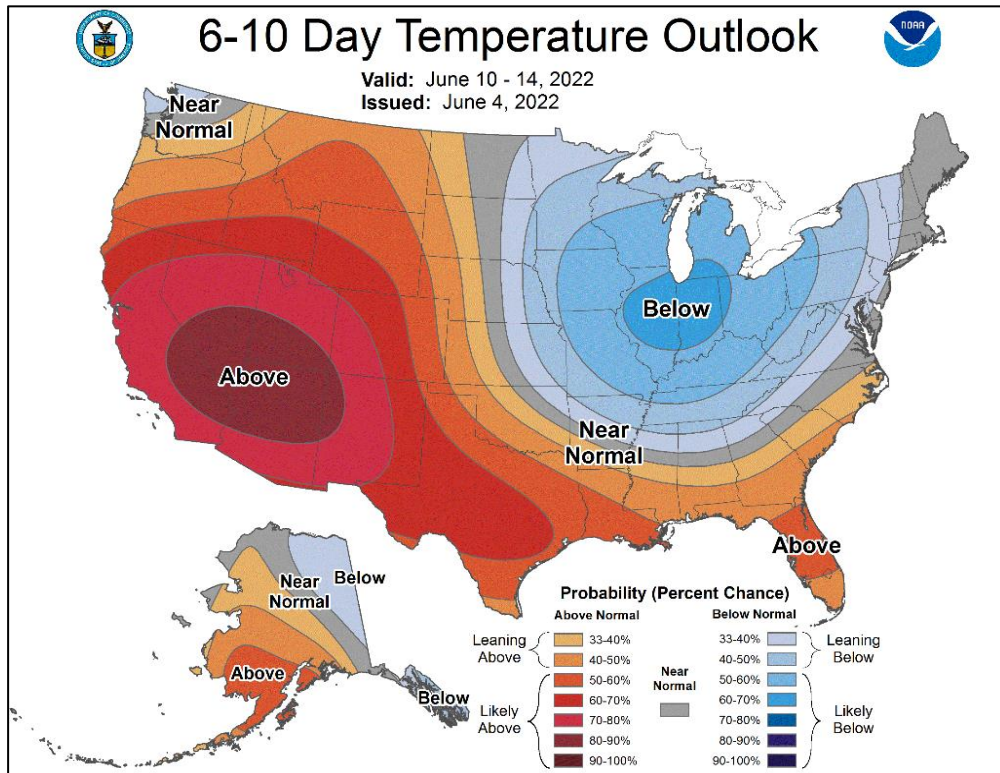 6-10 Day Temperature Outlook
NOAA
Valid: June 10 - 14, 2022
Issued: June 4, 2022
Near
Normal
Below
Above
Near
Normal
Above
Near
Normal
Below
Above
Below
Probability (Percent Chance)
Above Normal
Below Normal
Leaning
Above
33-40%
40-50%
Likely
Above
50-60%
60-70%
70-80%
80-90%
90-100%
Near
Normal
33-40%
40-50%
Leaning
Below
50-60%
60-70%
70-80%
80-90%
90-100%
Likely
Below